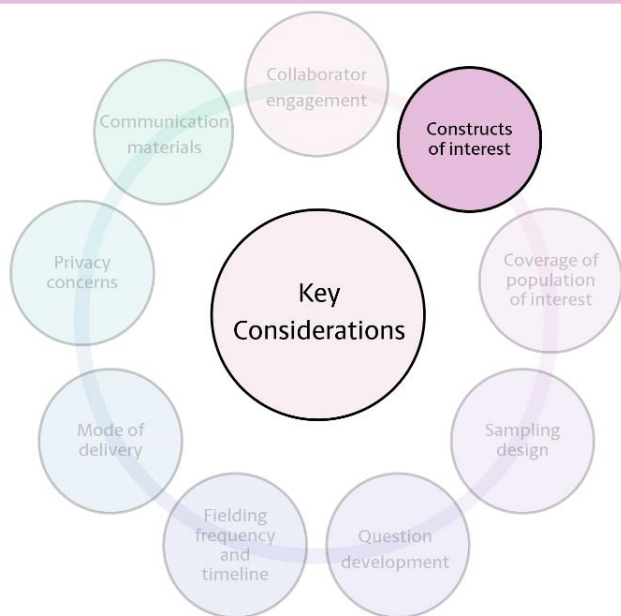 Collaborator
engagement
Constructs
of interest
Coverage of
population
of interest
Sampling
design
Question
development
Fielding
frequency
and
timeline
Mode of
delivery
Privacy
concerns
Communication
materials
Key
Considerations